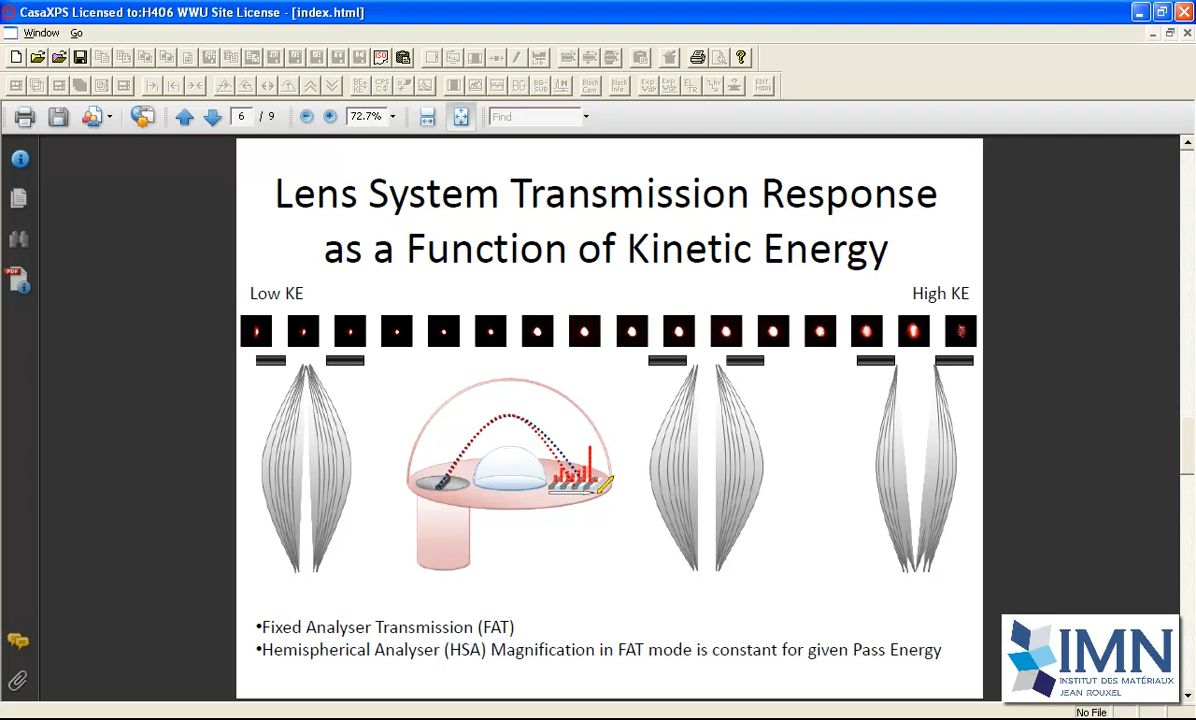 CasaXPS Licensed to:H406 WWU Site License - [index.html]
Window Go
6 / 9 72.7% Find
Lens System Transmission Response
as a Function of Kinetic Energy
Low KE High KE
•Fixed Analyser Transmission (FAT)
•Hemispherical Analyser (HSA) Magnification in FAT mode is constant for given Pass Energy
IMN
INSTITUT DES MATÉRIAUX
JEAN ROUXEL
No File